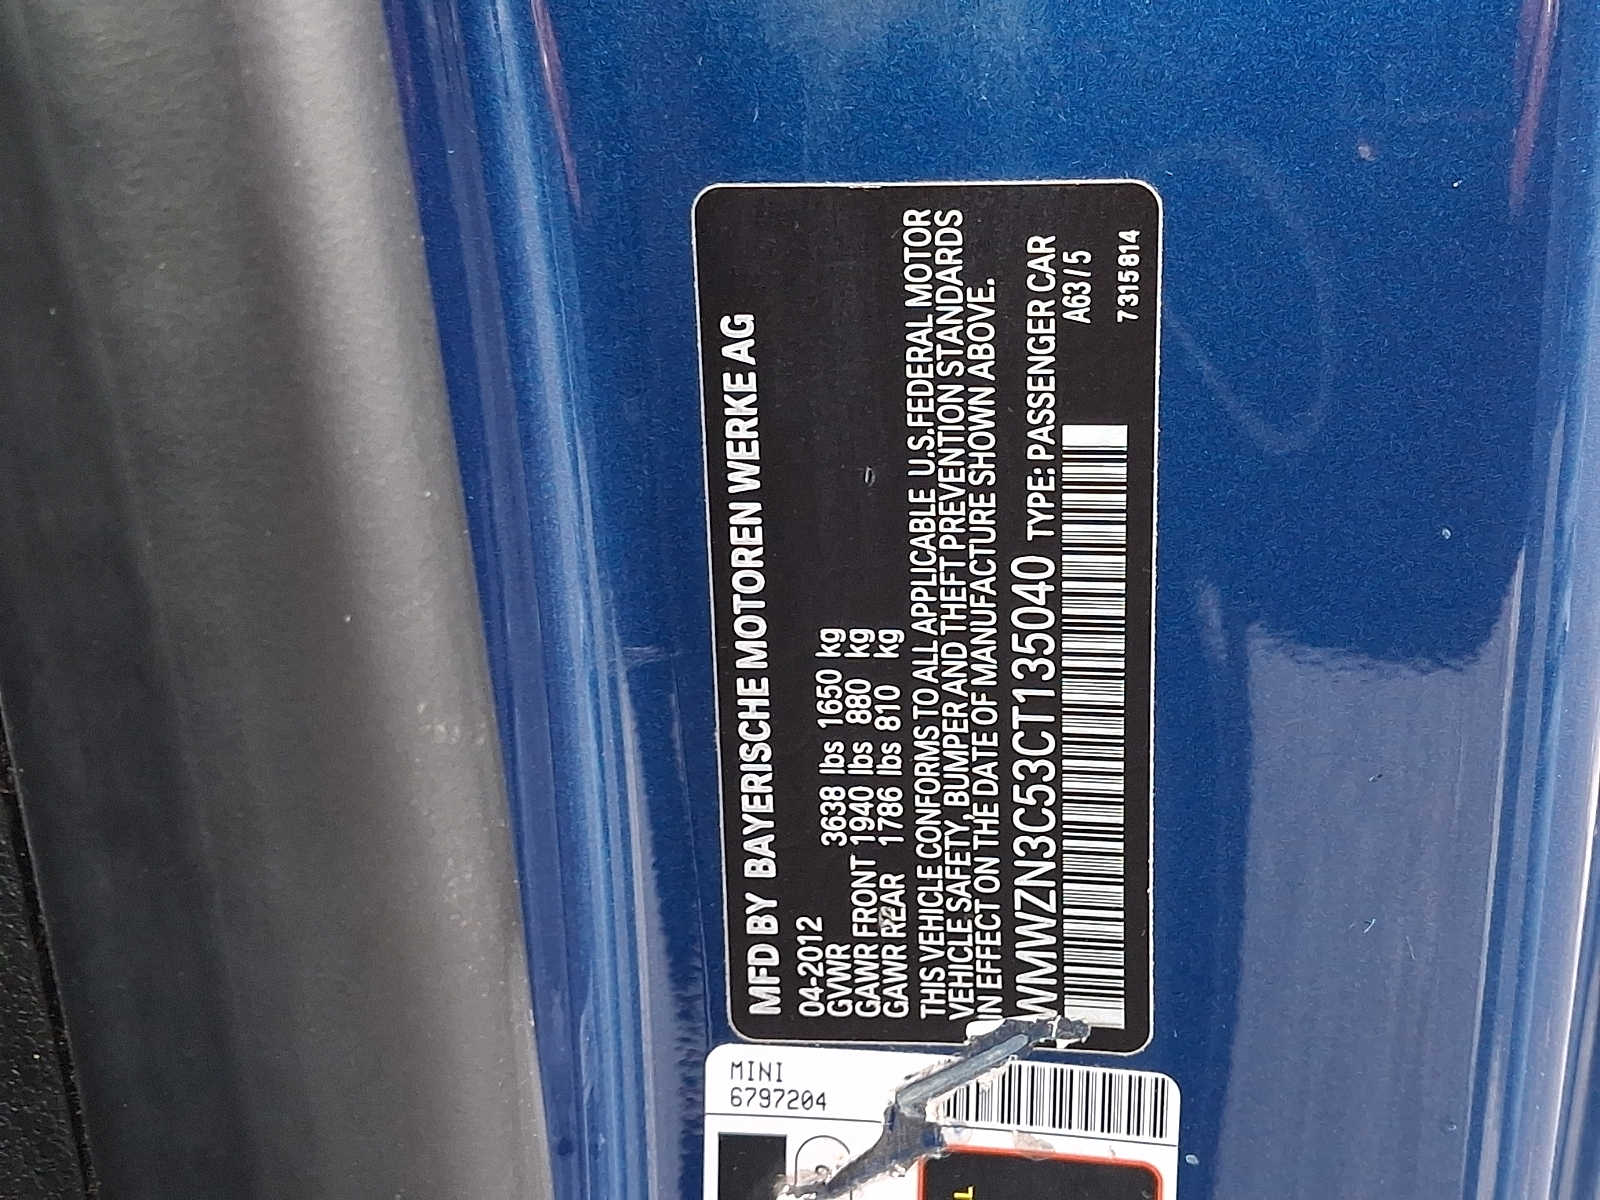 MFD BY BAYERISCHE MOTOREN WERKE AG
04-2012
GVWR 3638 lbs 1650 kg
GAWR FRONT 1940 lbs 880 kg
GAWR REAR 1786 lbs 810 kg
THIS VEHICLE CONFORMS TO ALL APPLICABLE U.S.FEDERAL MOTOR
VEHICLE SAFETY, BUMPER AND THEFT PREVENTION STANDARDS
IN EFFECT ON THE DATE OF MANUFACTURE SHOWN ABOVE.
WMWZN3C53CT135040 TYPE: PASSENGER CAR
A63 / 5
7 315 814
MINI
6797204